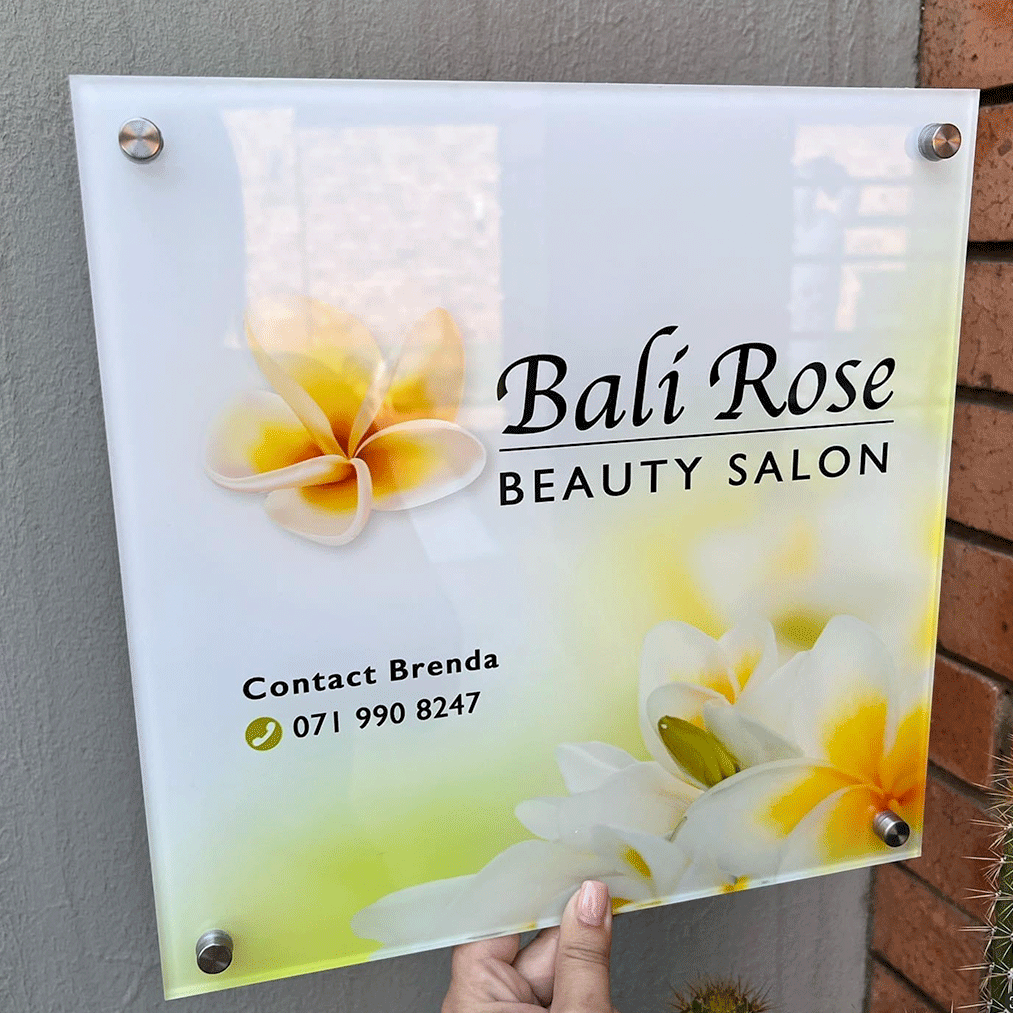 Bali Rose
BEAUTY SALON
Contact Brenda
071 990 8247